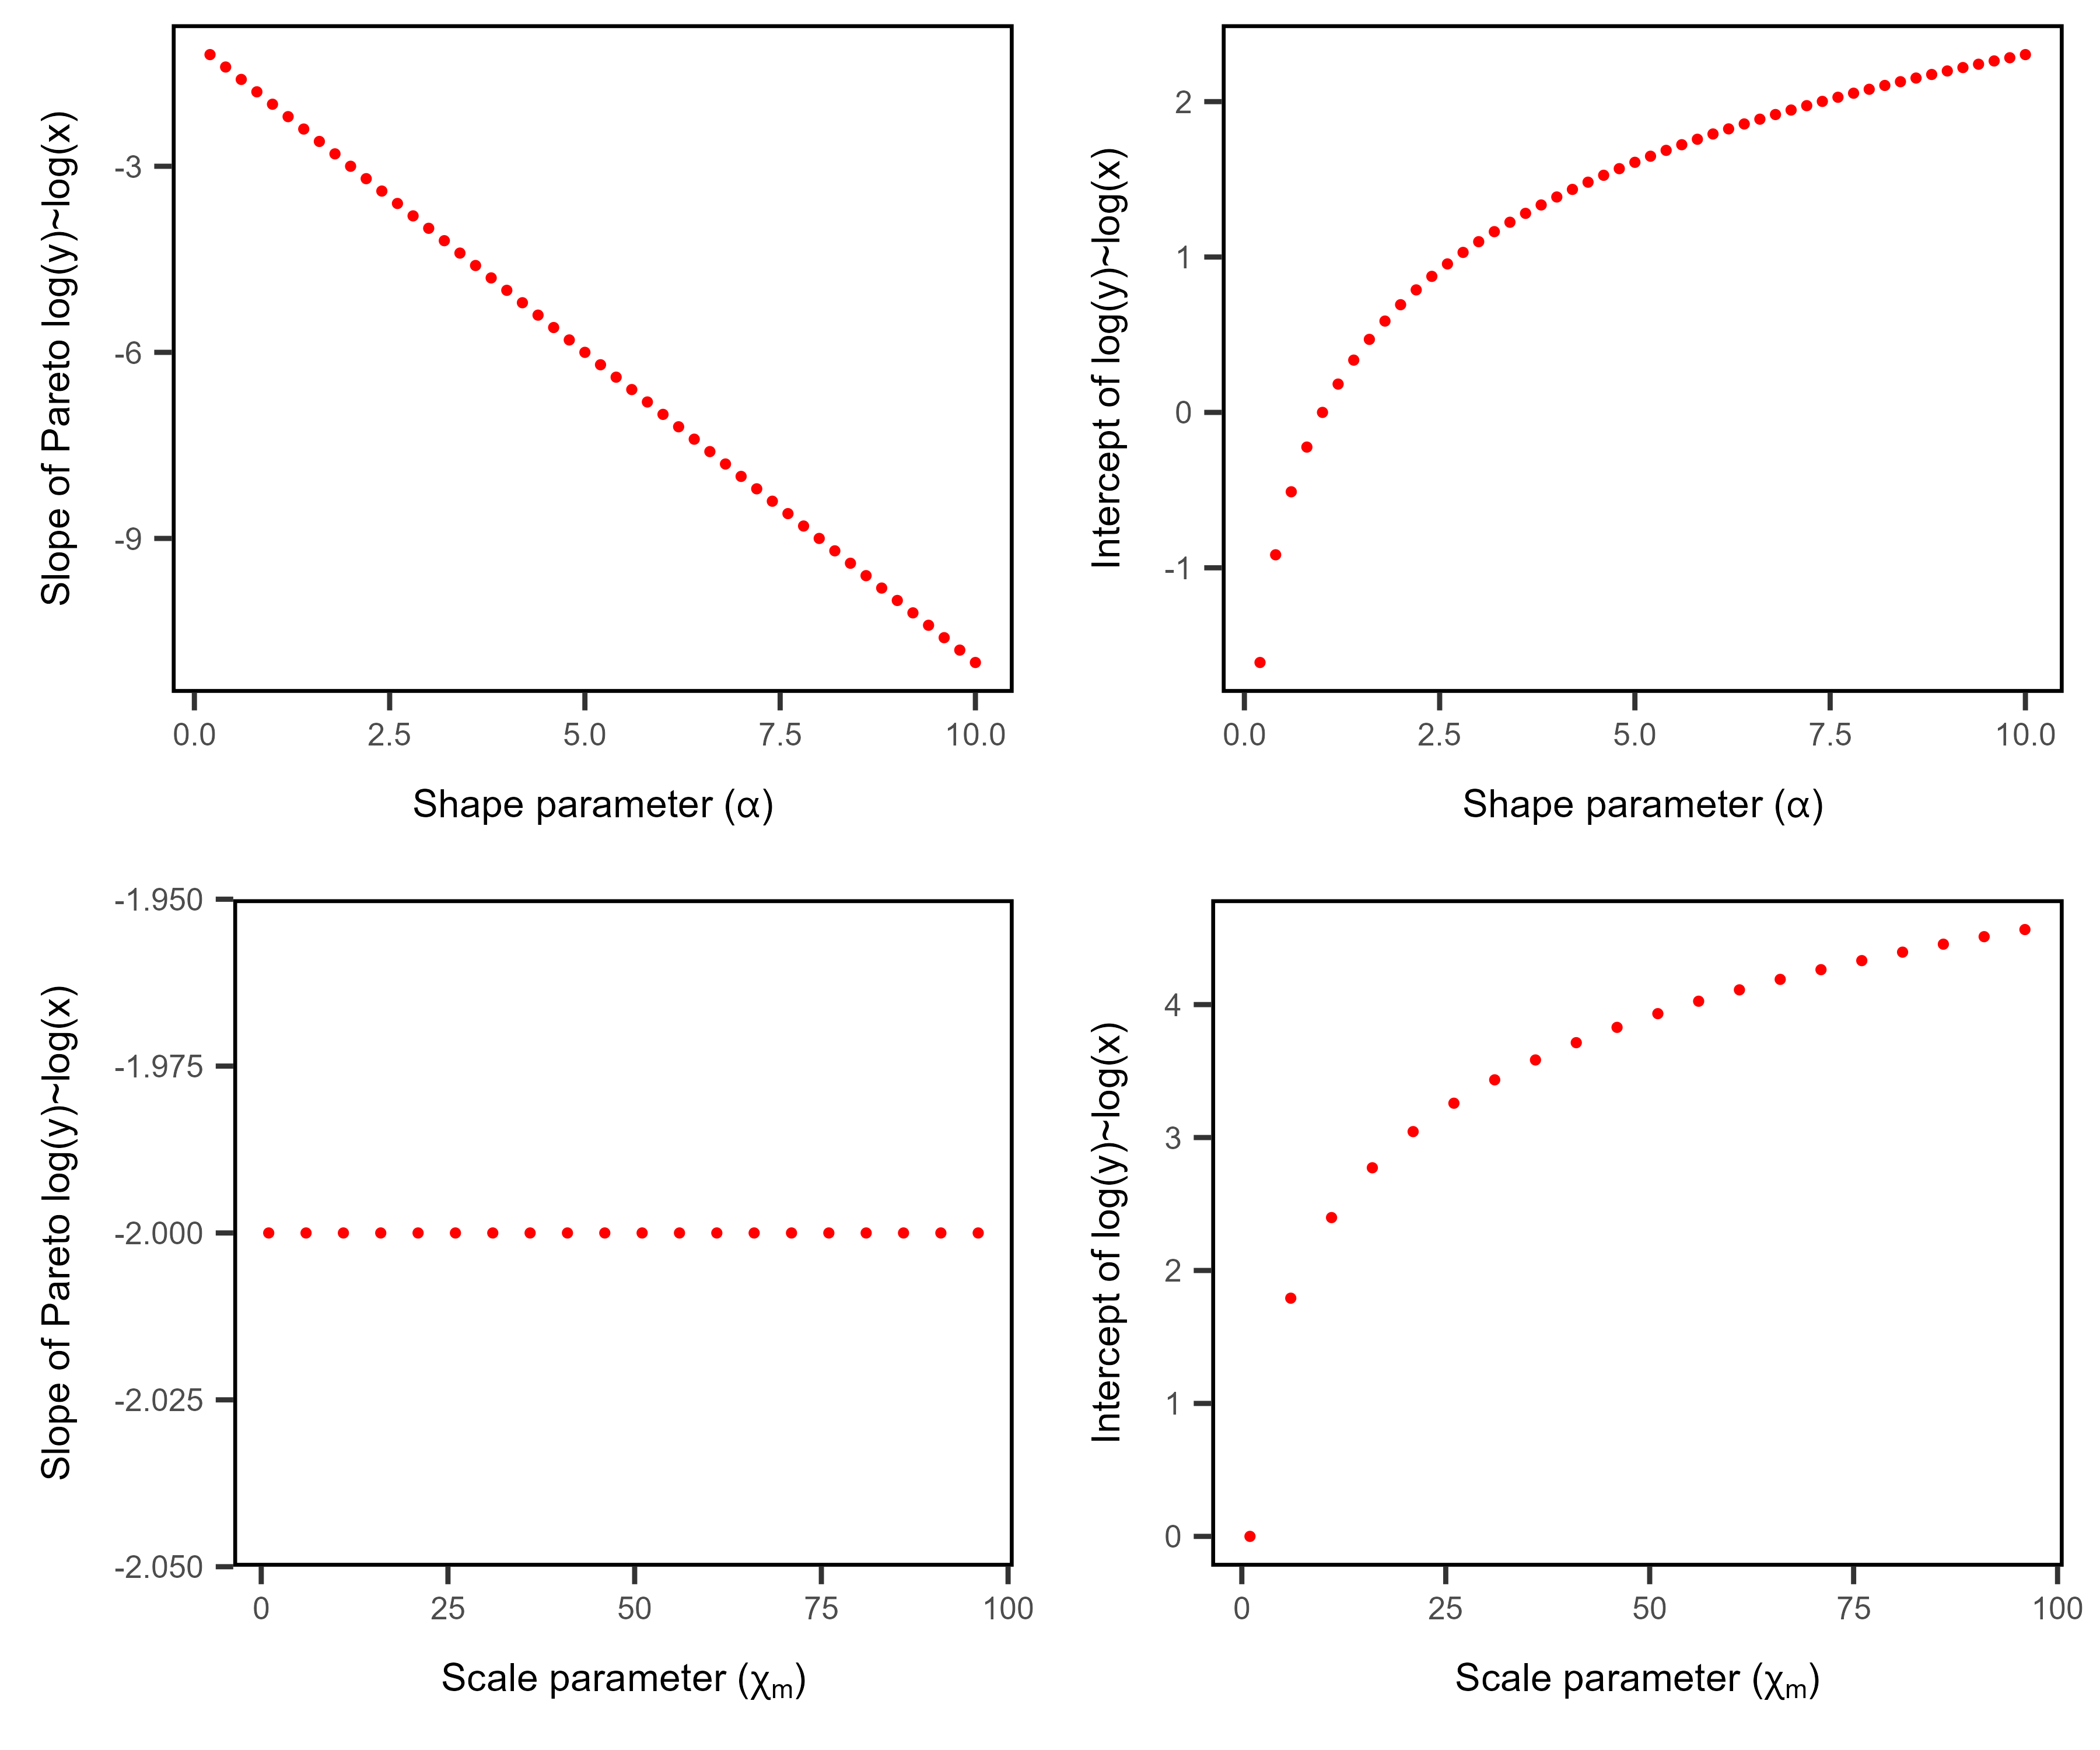 Slope of Pareto log(y)~log(x)
-3
-6
-9
0.0 2.5 5.0 7.5 10.0
Shape parameter (α)
Intercept of log(y)~log(x)
2
1
0
-1
0.0 2.5 5.0 7.5 10.0
Shape parameter (α)
Slope of Pareto log(y)~log(x)
-1.950
-1.975
-2.000
-2.025
-2.050
0 25 50 75 100
Scale parameter (χm)
Intercept of log(y)~log(x)
4
3
2
1
0
0 25 50 75 100
Scale parameter (χm)